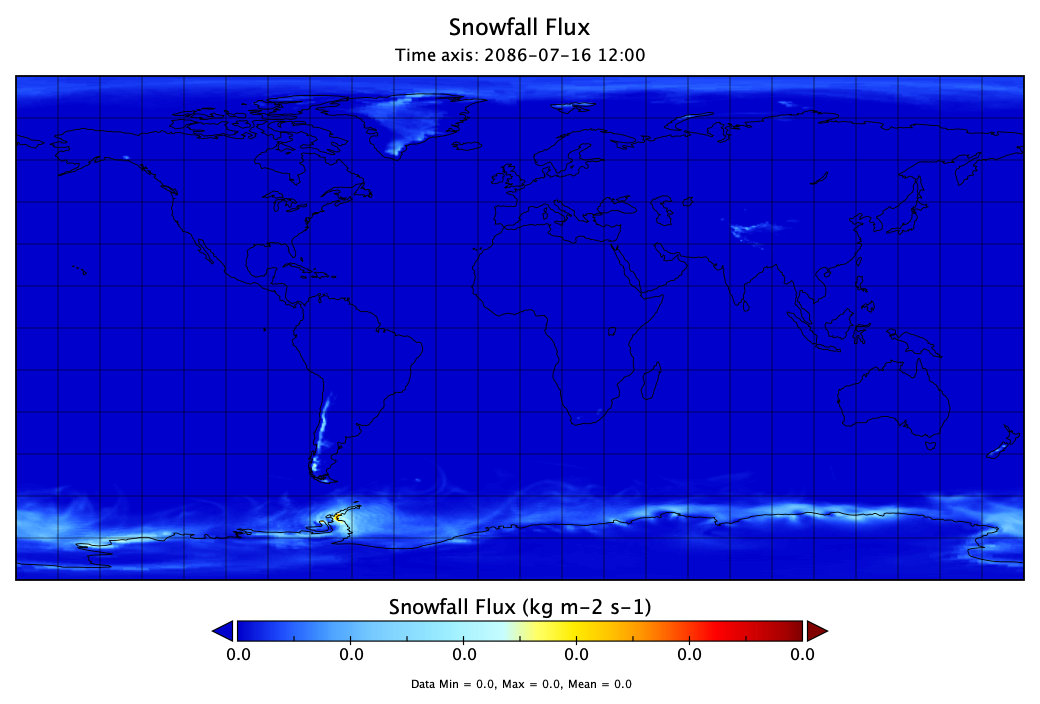 Snowfall Flux
Time axis: 2086-07-16 12:00
Snowfall Flux (kg m-2 s-1)
0.0 0.0 0.0 0.0 0.0 0.0
Data Min = 0.0, Max = 0.0, Mean = 0.0